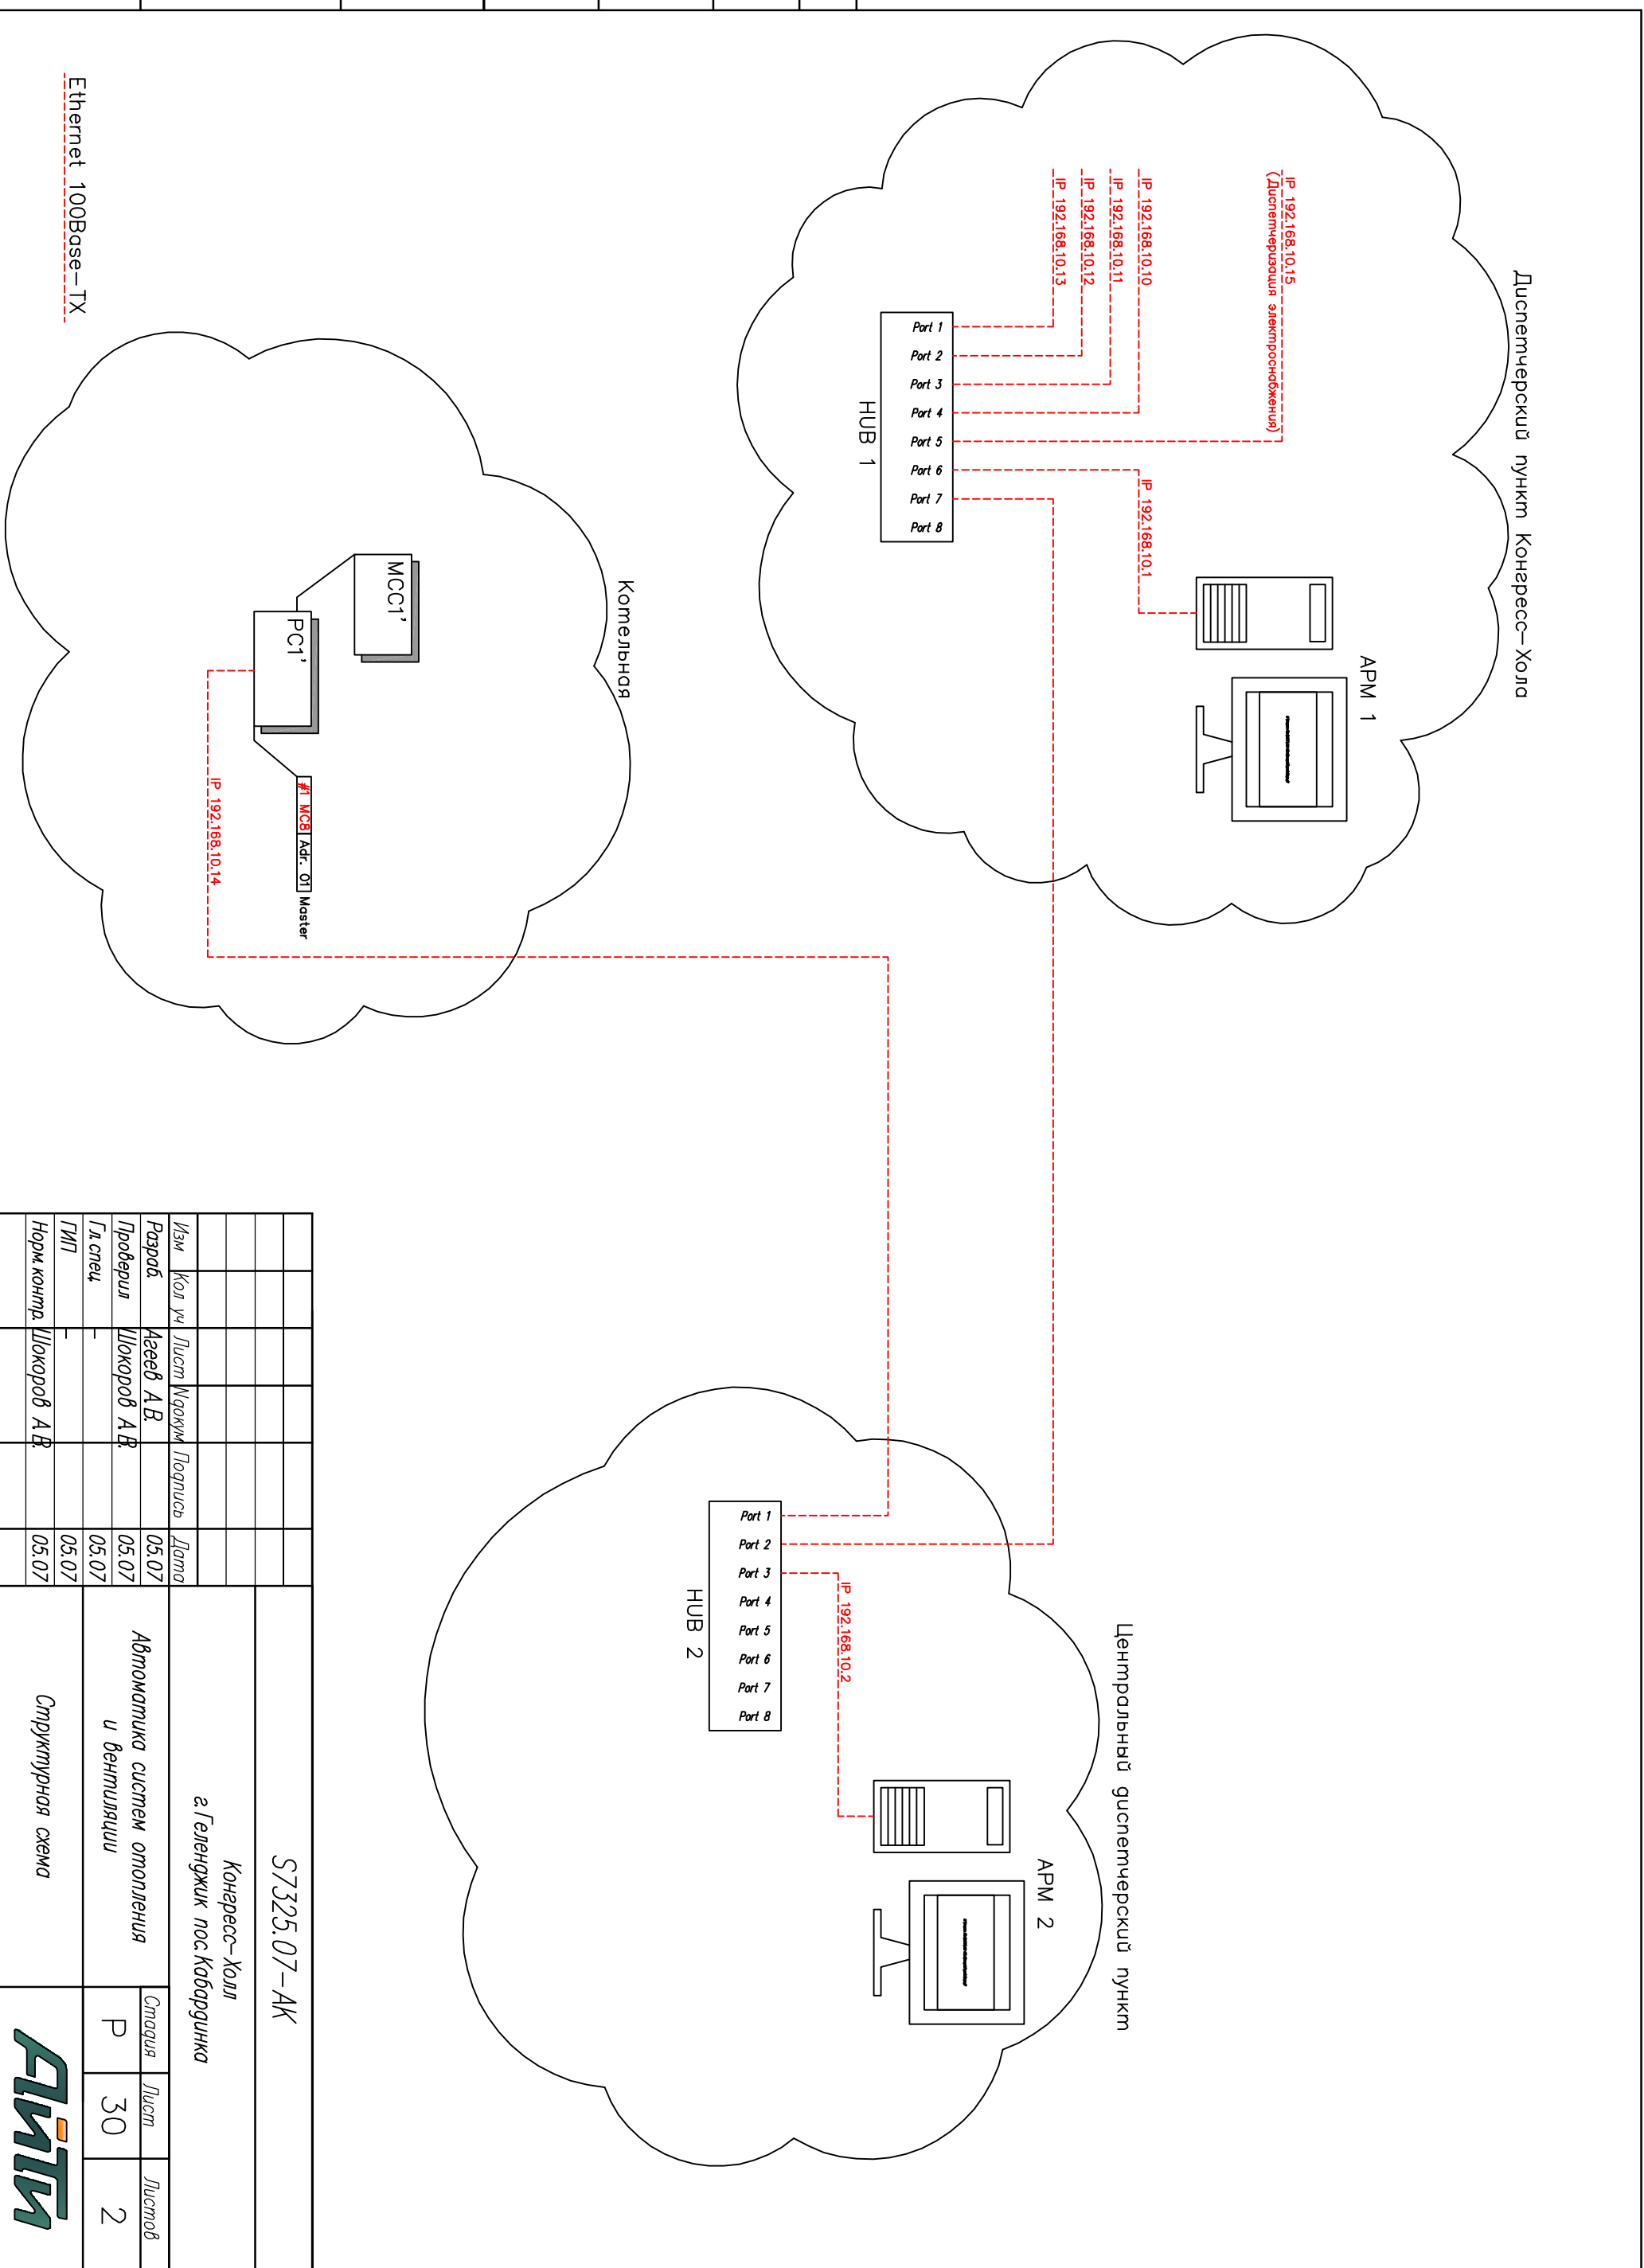 Диспетчерский пункт Конгресс-Хола
IP 192.168.10.15
(Диспетчеризация электроснабжения)
IP 192.168.10.10
IP 192.168.10.11
IP 192.168.10.12
IP 192.168.10.13
IP 192.168.10.1
АРМ 1
Port 1
Port 2
Port 3
Port 4
Port 5
Port 6
Port 7
Port 8
HUB 1
Центральный диспетчерский пункт
АРМ 2
IP 192.168.10.2
Port 1
Port 2
Port 3
Port 4
Port 5
Port 6
Port 7
Port 8
HUB 2
Котельная
MCC1'
PC1'
#1 MC8 Adr. 01 Master
IP 192.168.10.14
Ethernet 100Base-TX
S7325.07-АК
Конгресс-Холл
г.Геленджик пос.Кабардинка
Изм Кол уч Лист Nдокум Подпись Дата
Разраб. Агеев А.В. 05.07
Проверил Шокоров А.В. 05.07
Гл.спец. - 05.07
ГИП - 05.07
Норм.контр. Шокоров А.В. 05.07
Автоматика систем отопления
и вентиляции
Стадия Лист Листов
Р 30 2
Структурная схема
АйТи